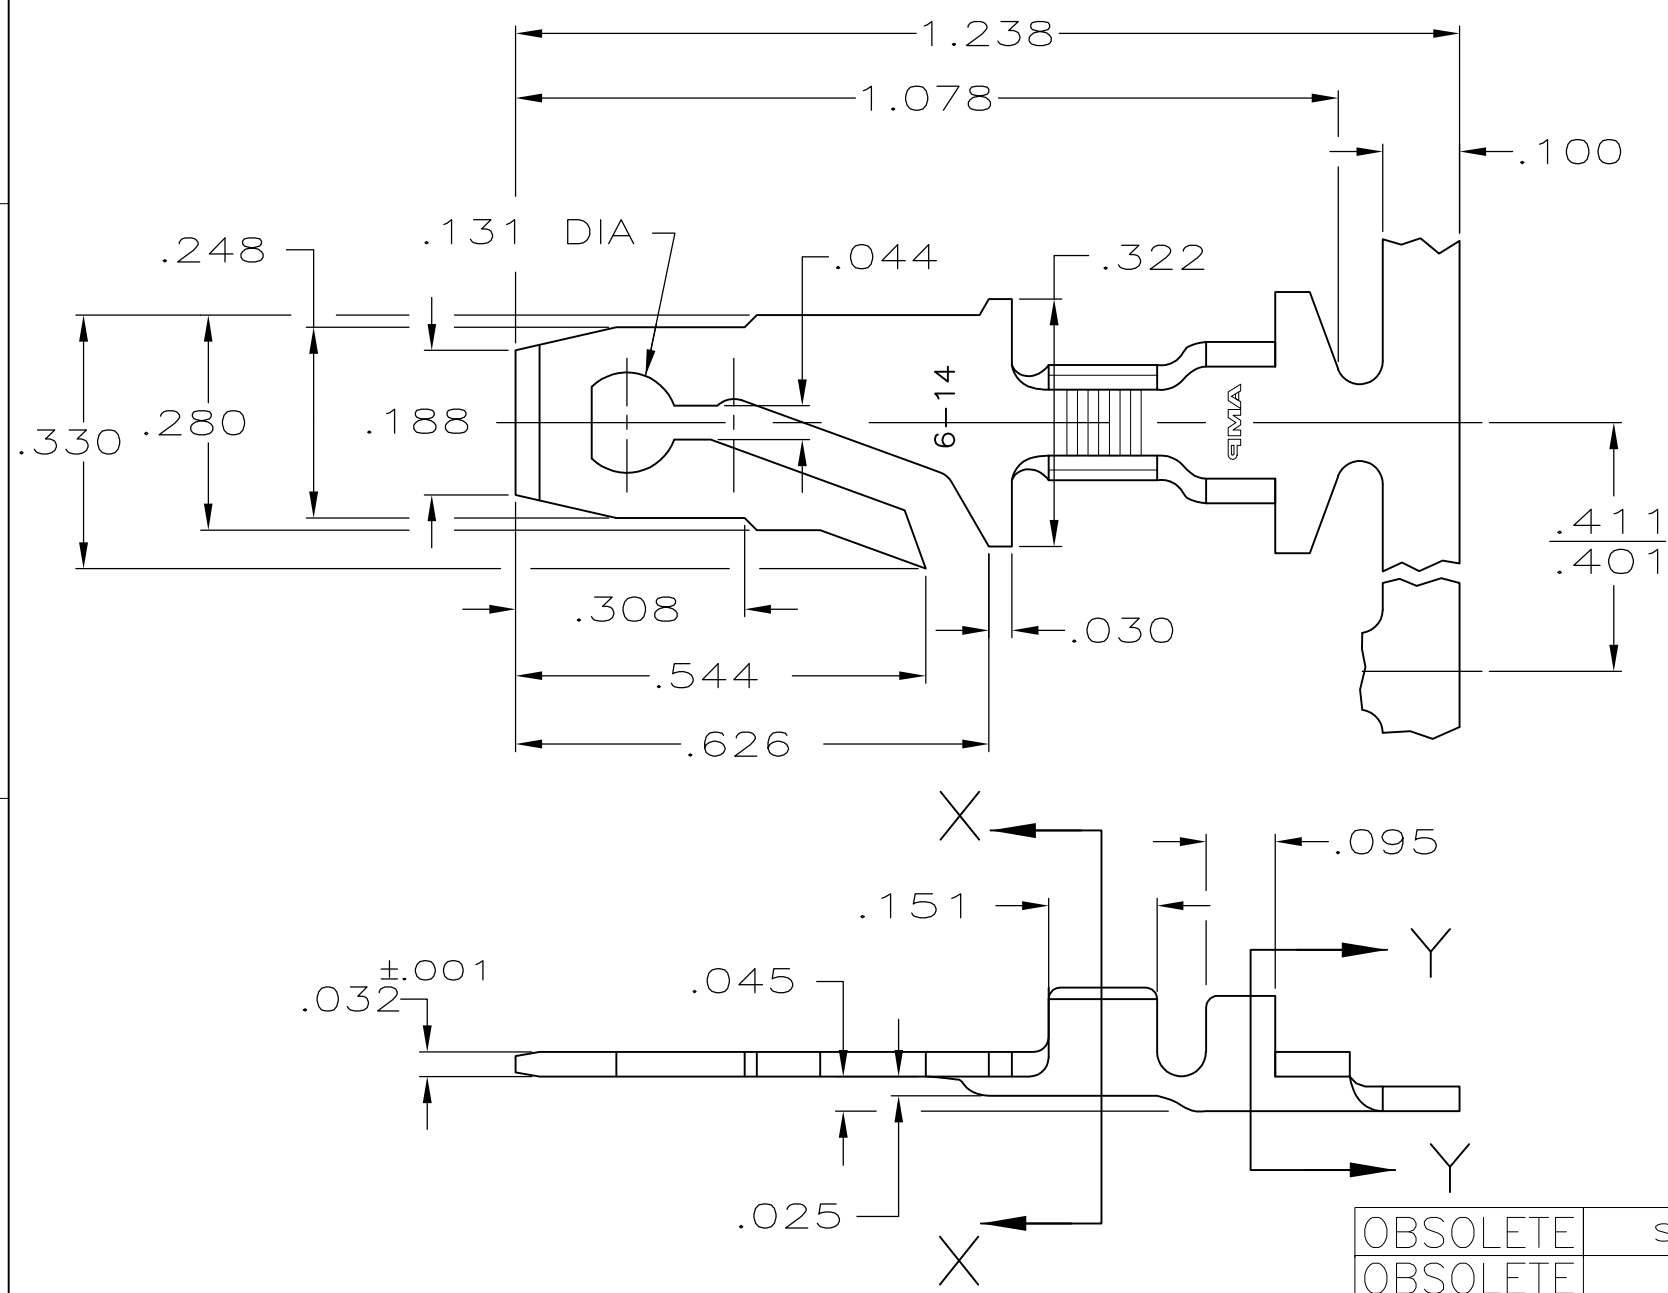 1.238
1.078
.100
.131 DIA
.248
.044
.322
.330
.280
.188
6-14
AMP
.411
.401
.308
.030
.544
.626
X
.095
.151
Y
±.001
.032
.045
Y
.025
X
OBSOLETE S
OBSOLETE